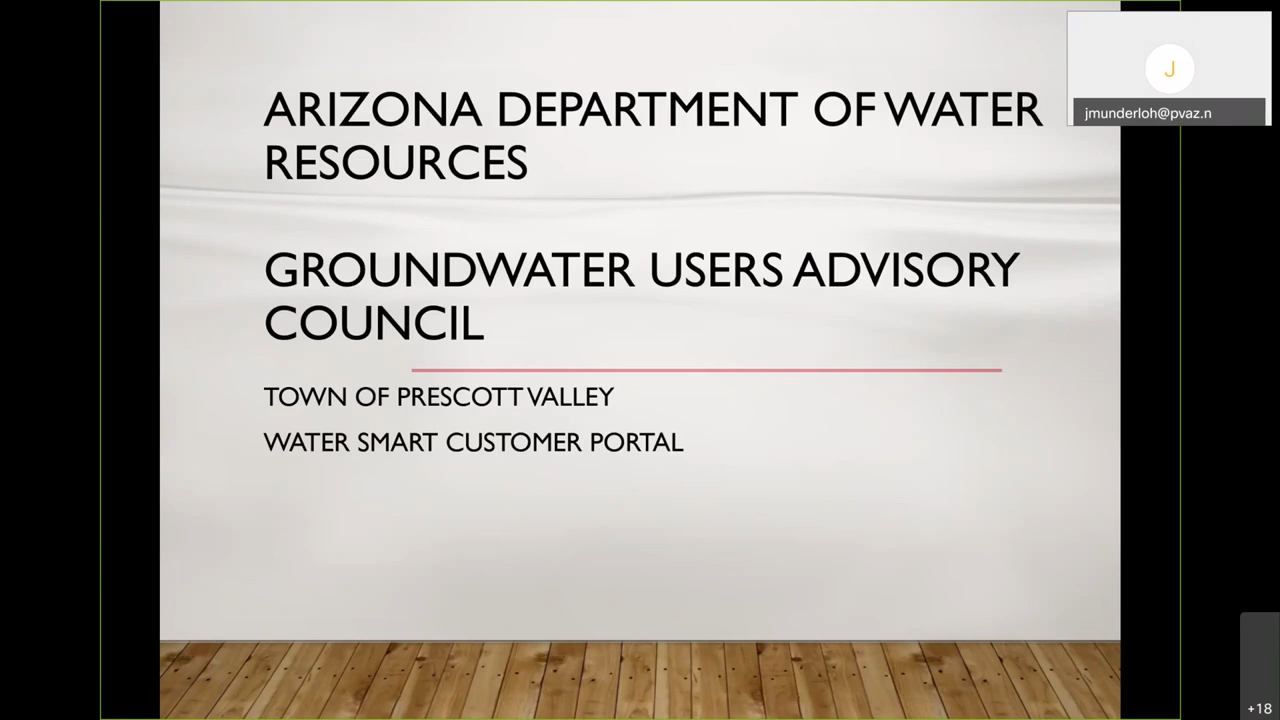 ARIZONA DEPARTMENT OF WATER
RESOURCES
GROUNDWATER USERS ADVISORY
COUNCIL
TOWN OF PRESCOTT VALLEY
WATER SMART CUSTOMER PORTAL
J
jmunderloh@pvaz.n
+18